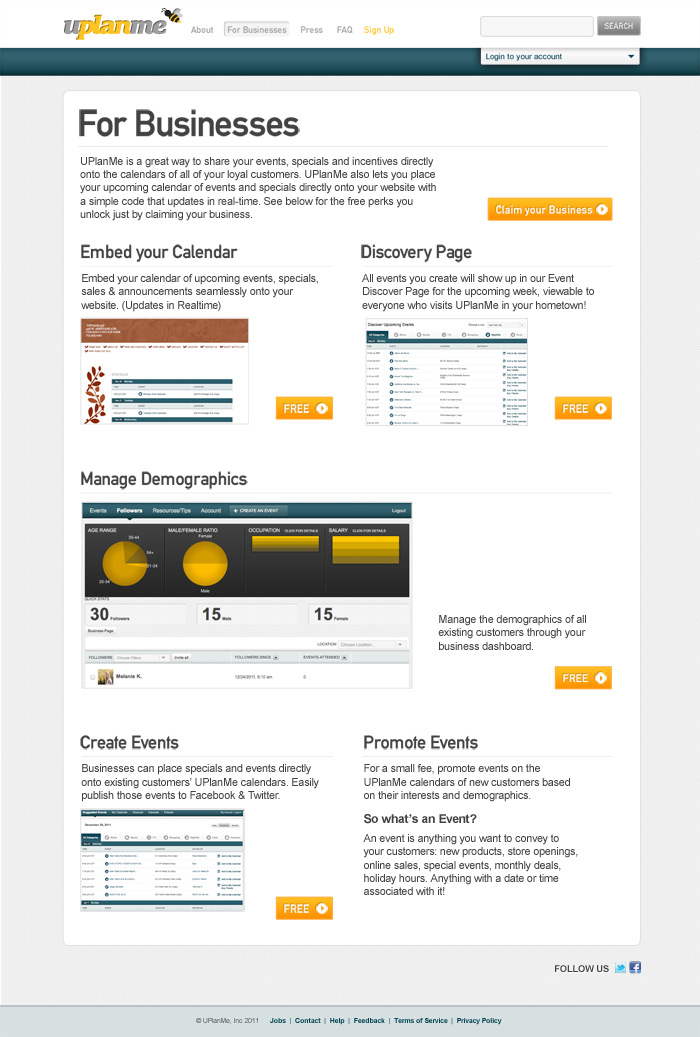 uplanme
About For Businesses Press FAQ Sign Up
SEARCH
Login to your account
For Businesses
UPlanMe is a great way to share your events, specials and incentives directly
onto the calendars of all of your loyal customers. UPlanMe also lets you place
your upcoming calendar of events and specials directly onto your website with
a simple code that updates in real-time. See below for the free perks you
unlock just by claiming your business.
Claim your Business
Embed your Calendar
Embed your calendar of upcoming events, specials,
sales & announcements seamlessly onto your
website. (Updates in Realtime)
SPECIALS
FREE
Discovery Page
All events you create will show up in our Event
Discover Page for the upcoming week, viewable to
everyone who visits UPlanMe in your hometown!
Discover Upcoming Events
FREE
Manage Demographics
Events Followers Resources/Tips Account + CREATE AN EVENT Logout
AGE RANGE MALE/FEMALE RATIO OCCUPATION CLICK FOR DETAILS SALARY CLICK FOR DETAILS
Female
35-44
54+
21-24
25-34
Male
QUICK STATS
30 Followers 15 Male 15 Female
Business Page
LOCATION Choose Location...
FOLLOWERS Choose Filters Invite all FOLLOWERS SINCE EVENTS ATTENDED
Melanie K. 12/24/2011, 6:10 am 0
Manage the demographics of all
existing customers through your
business dashboard.
FREE
Create Events
Businesses can place specials and events directly
onto existing customers' UPlanMe calendars. Easily
publish those events to Facebook & Twitter.
November 28, 2011
FREE
Promote Events
For a small fee, promote events on the
UPlanMe calendars of new customers based
on their interests and demographics.
So what's an Event?
An event is anything you want to convey to
your customers: new products, store openings,
online sales, special events, monthly deals,
holiday hours. Anything with a date or time
associated with it!
FOLLOW US
© UPlanMe, Inc 2011 Jobs | Contact | Help | Feedback | Terms of Service | Privacy Policy